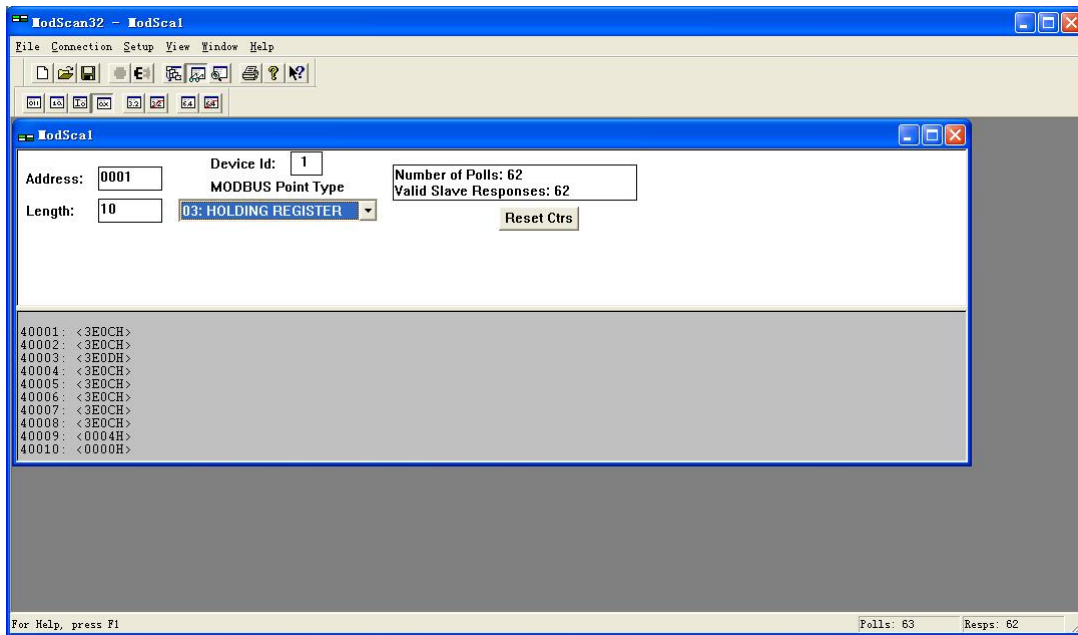 ModScan32 - ModSca1
File Connection Setup View Window Help
ModSca1
Address: 0001
Device Id: 1
MODBUS Point Type
Length: 10
03: HOLDING REGISTER
Number of Polls: 62
Valid Slave Responses: 62
Reset Ctrs
40001: <3E0CH>
40002: <3E0CH>
40003: <3E0DH>
40004: <3E0CH>
40005: <3E0CH>
40006: <3E0CH>
40007: <3E0CH>
40008: <3E0CH>
40009: <0004H>
40010: <0000H>
For Help, press F1
Polls: 63
Resps: 62